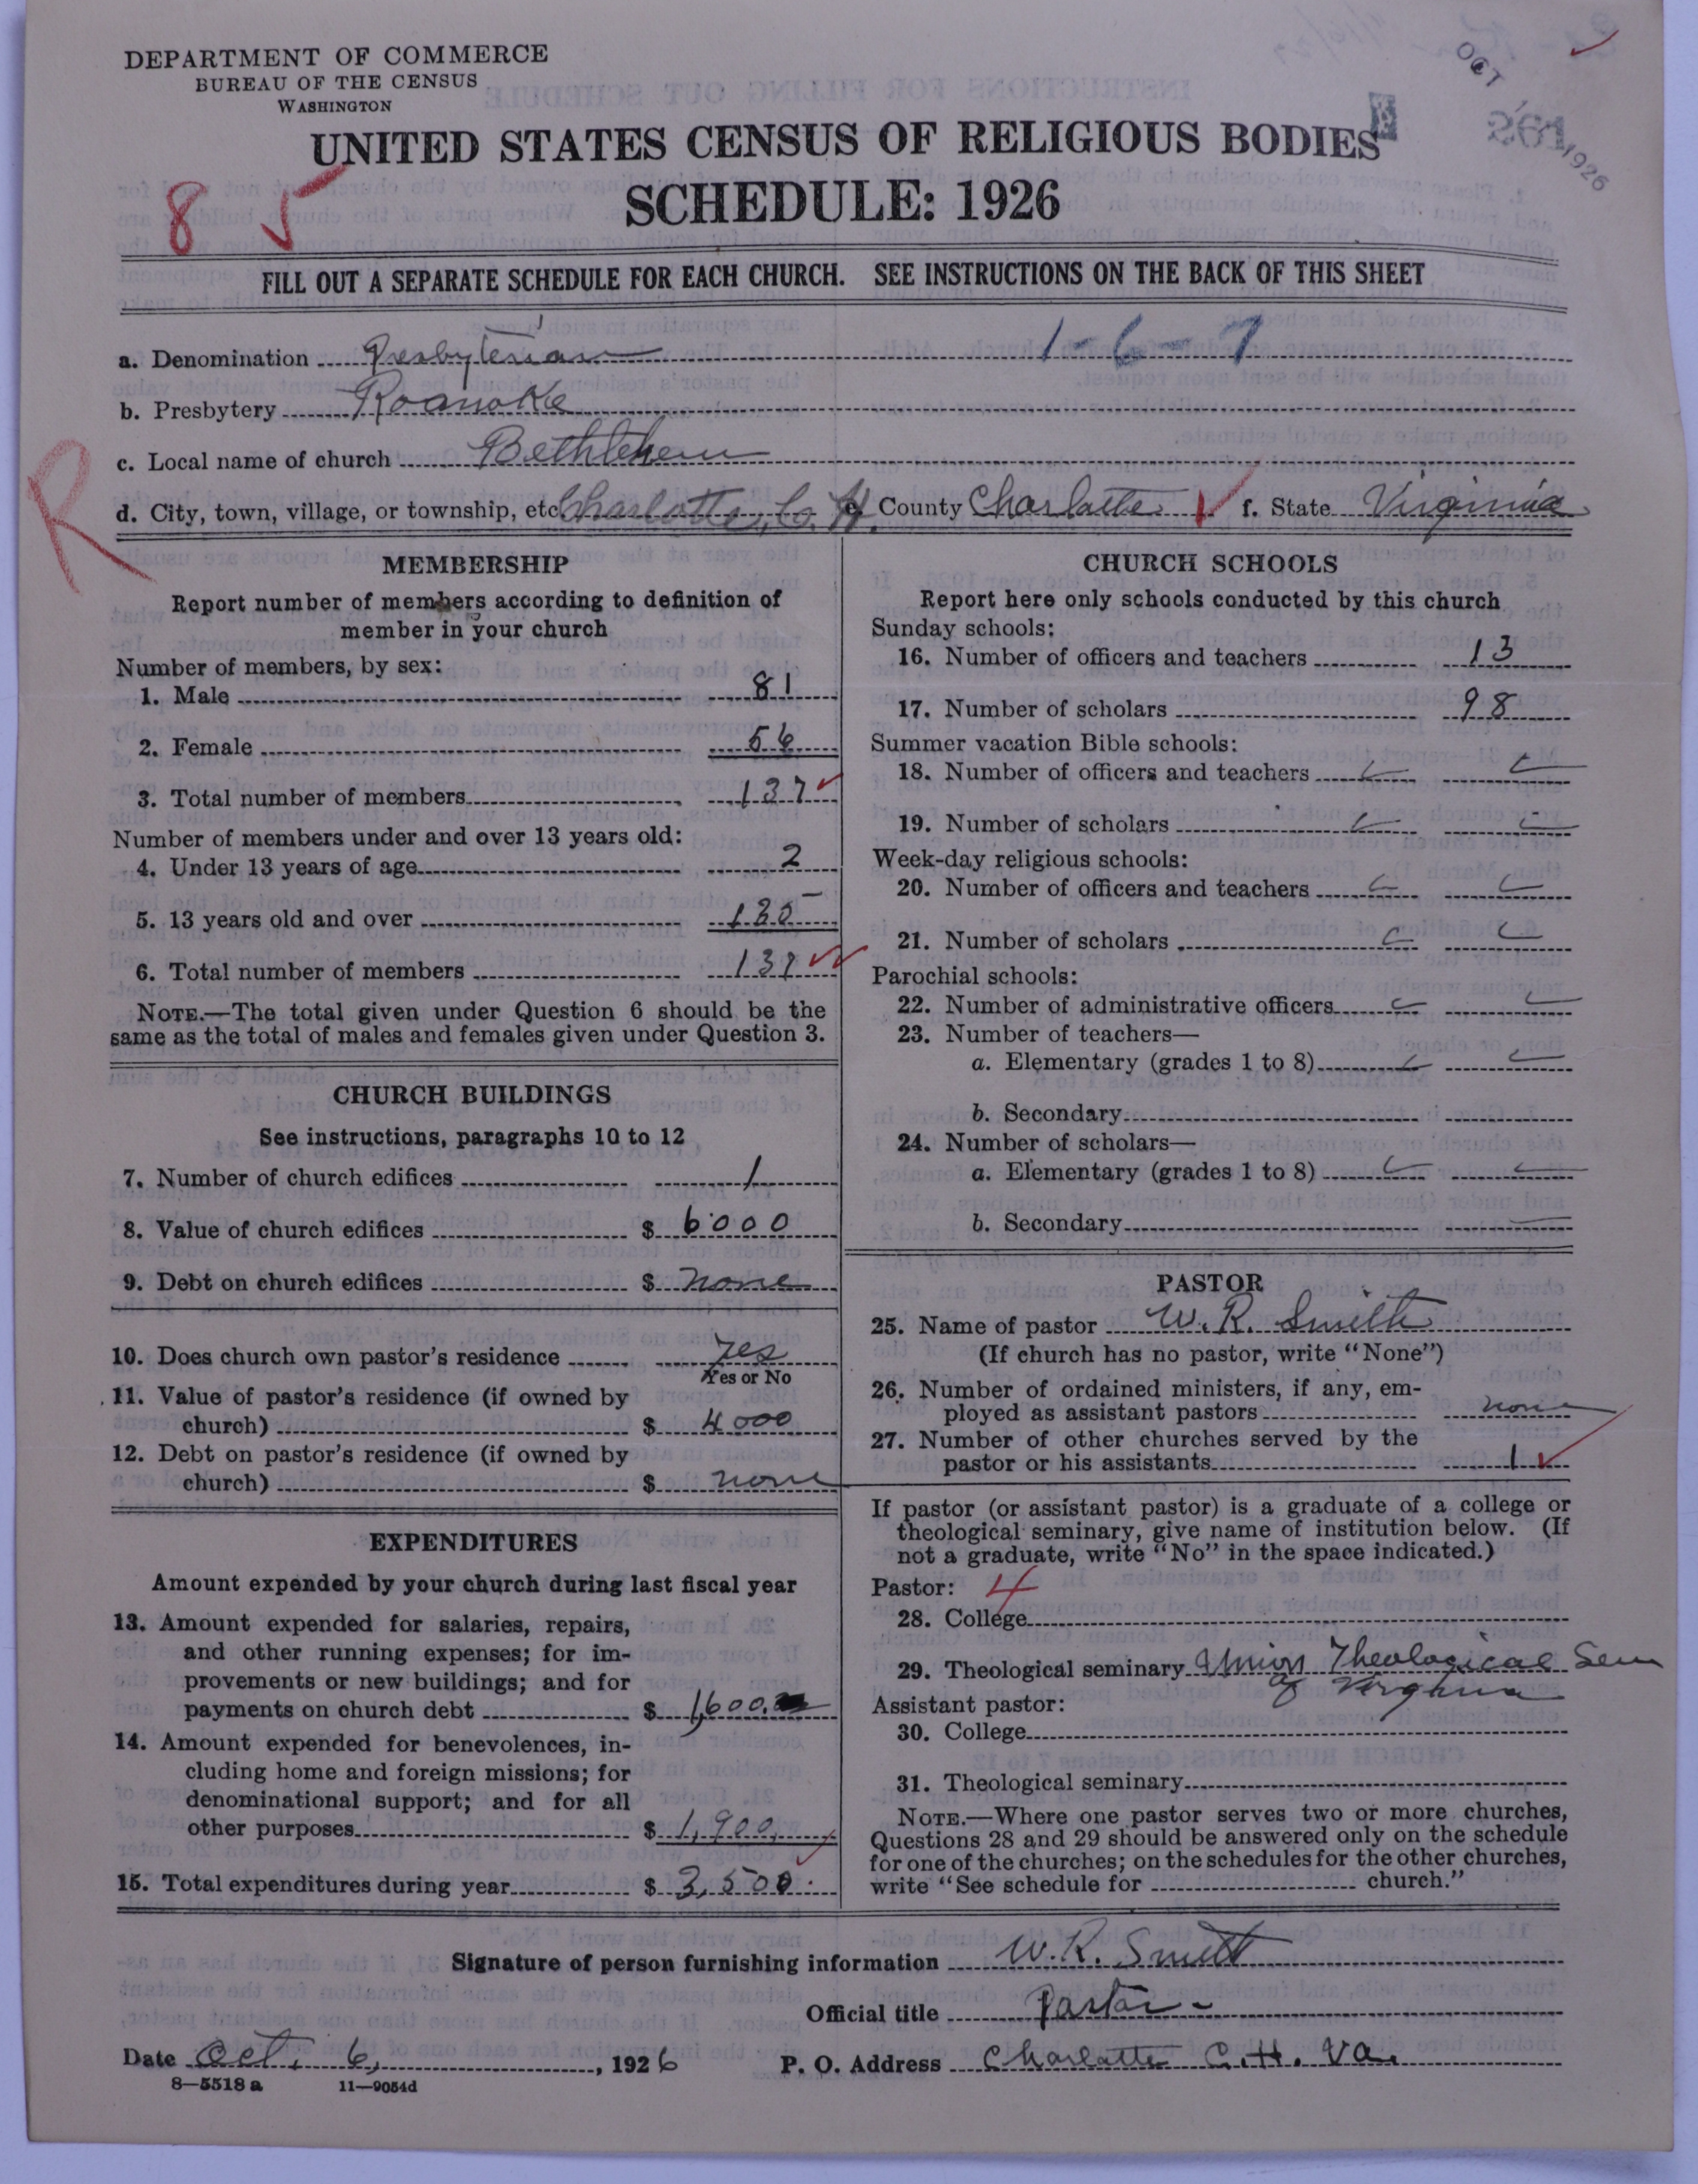 DEPARTMENT OF COMMERCE
BUREAU OF THE CENSUS
WASHINGTON
UNITED STATES CENSUS OF RELIGIOUS BODIES
SCHEDULE: 1926
8
OCT 1926
FILL OUT A SEPARATE SCHEDULE FOR EACH CHURCH. SEE INSTRUCTIONS ON THE BACK OF THIS SHEET
a. Denomination Presbyterian 1-6-7
b. Presbytery Roanoke
c. Local name of church Bethlehem
R
d. City, town, village, or township, etc Charlotte, C. H. e. County Charlotte f. State Virginia
MEMBERSHIP
Report number of members according to definition of
member in your church
Number of members, by sex:
1. Male 81
2. Female 56
3. Total number of members 137
Number of members under and over 13 years old:
4. Under 13 years of age 2
5. 13 years old and over 135
6. Total number of members 137
NOTE.—The total given under Question 6 should be the
same as the total of males and females given under Question 3.
CHURCH BUILDINGS
See instructions, paragraphs 10 to 12
7. Number of church edifices 1
8. Value of church edifices $ 6000
9. Debt on church edifices $ none
10. Does church own pastor's residence yes
Yes or No
11. Value of pastor's residence (if owned by
church) $ 4000
12. Debt on pastor's residence (if owned by
church) $ none
EXPENDITURES
Amount expended by your church during last fiscal year
13. Amount expended for salaries, repairs,
and other running expenses; for im-
provements or new buildings; and for
payments on church debt $ 1,600.
14. Amount expended for benevolences, in-
cluding home and foreign missions; for
denominational support; and for all
other purposes $ 1,900.
15. Total expenditures during year $ 3,500.
CHURCH SCHOOLS
Report here only schools conducted by this church
Sunday schools:
16. Number of officers and teachers 13
17. Number of scholars 98
Summer vacation Bible schools:
18. Number of officers and teachers
19. Number of scholars
Week-day religious schools:
20. Number of officers and teachers
21. Number of scholars
Parochial schools:
22. Number of administrative officers
23. Number of teachers—
a. Elementary (grades 1 to 8)
b. Secondary
24. Number of scholars—
a. Elementary (grades 1 to 8)
b. Secondary
PASTOR
25. Name of pastor W. R. Smith
(If church has no pastor, write "None")
26. Number of ordained ministers, if any, em-
ployed as assistant pastors none
27. Number of other churches served by the
pastor or his assistants 1
If pastor (or assistant pastor) is a graduate of a college or
theological seminary, give name of institution below. (If
not a graduate, write "No" in the space indicated.)
Pastor: 4
28. College
29. Theological seminary Union Theological Sem
of Virginia
Assistant pastor:
30. College
31. Theological seminary
NOTE.—Where one pastor serves two or more churches,
Questions 28 and 29 should be answered only on the schedule
for one of the churches; on the schedules for the other churches,
write "See schedule for church."
Signature of person furnishing information W. R. Smith
Official title Pastor
Date Oct. 6, 1926 P. O. Address Charlotte C.H. Va.
8—5518 a 11—9054d